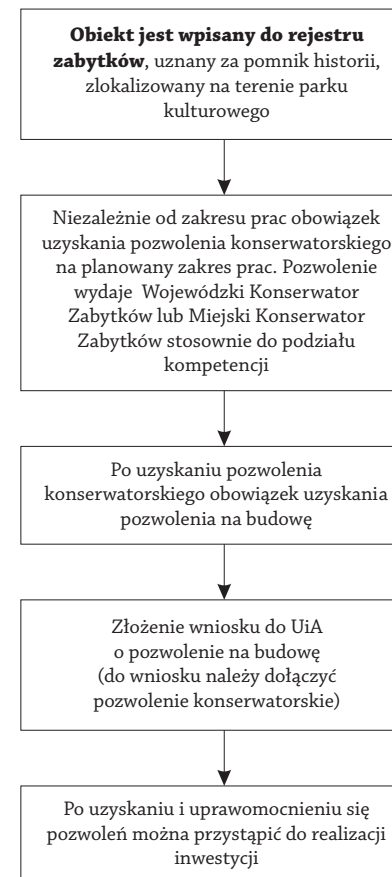 Obiekt jest wpisany do rejestru
zabytków, uznany za pomnik historii,
zlokalizowany na terenie parku
kulturowego
Niezależnie od zakresu prac obowiązek
uzyskania pozwolenia konserwatorskiego
na planowany zakres prac. Pozwolenie
wydaje Wojewódzki Konserwator
Zabytków lub Miejski Konserwator
Zabytków stosownie do podziału
kompetencji
Po uzyskaniu pozwolenia
konserwatorskiego obowiązek uzyskania
pozwolenia na budowę
Złożenie wniosku do UiA
o pozwolenie na budowę
(do wniosku należy dołączyć
pozwolenie konserwatorskie)
Po uzyskaniu i uprawomocnieniu się
pozwoleń można przystąpić do realizacji
inwestycji